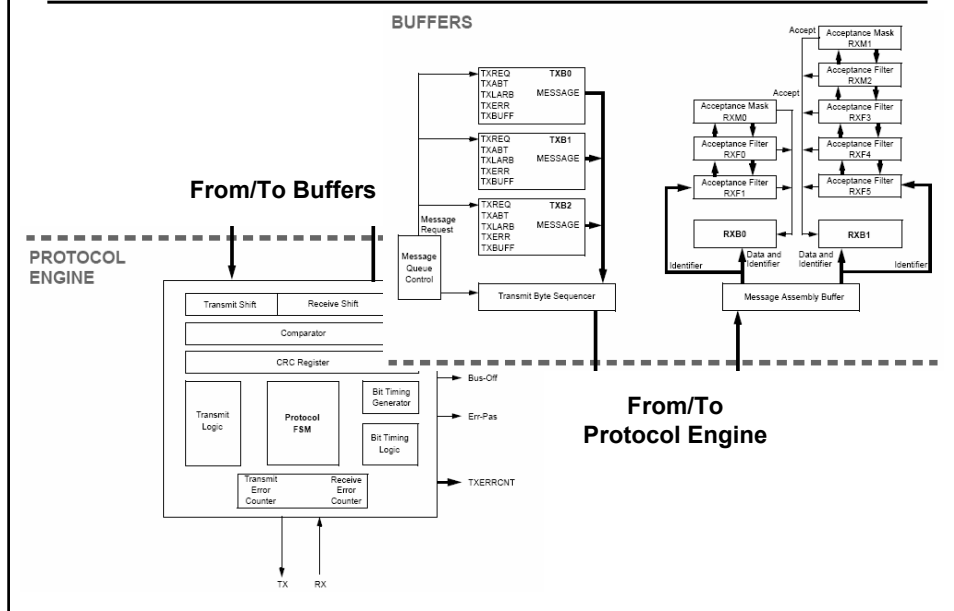 BUFFERS
TXREQ
TXABT
TXLARB
TXERR
TXBUFF
TXB0
MESSAGE
TXREQ
TXABT
TXLARB
TXERR
TXBUFF
TXB1
MESSAGE
TXREQ
TXABT
TXLARB
TXERR
TXBUFF
TXB2
MESSAGE
Message
Request
Message
Queue
Control
Transmit Byte Sequencer
Accept
Acceptance Mask
RXM1
Acceptance Filter
RXM2
Accept
Acceptance Mask
RXM0
Acceptance Filter
RXF3
Acceptance Filter
RXF0
Acceptance Filter
RXF4
Acceptance Filter
RXF1
Acceptance Filter
RXF5
RXB0
RXB1
Identifier
Data and
Identifier
Data and
Identifier
Identifier
Message Assembly Buffer
From/To Buffers
PROTOCOL
ENGINE
Transmit Shift
Receive Shift
Comparator
CRC Register
Transmit
Logic
Protocol
FSM
Bit Timing
Generator
Bit Timing
Logic
Transmit
Error
Counter
Receive
Error
Counter
Bus-Off
Err-Pas
TXERRCNT
TX
RX
From/To
Protocol Engine